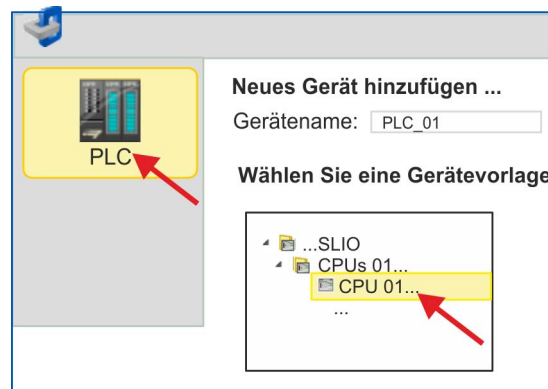 PLC
Neues Gerät hinzufügen ...
Gerätename: PLC_01
Wählen Sie eine Gerätevorlage
...SLIO
CPUs 01...
CPU 01...
...